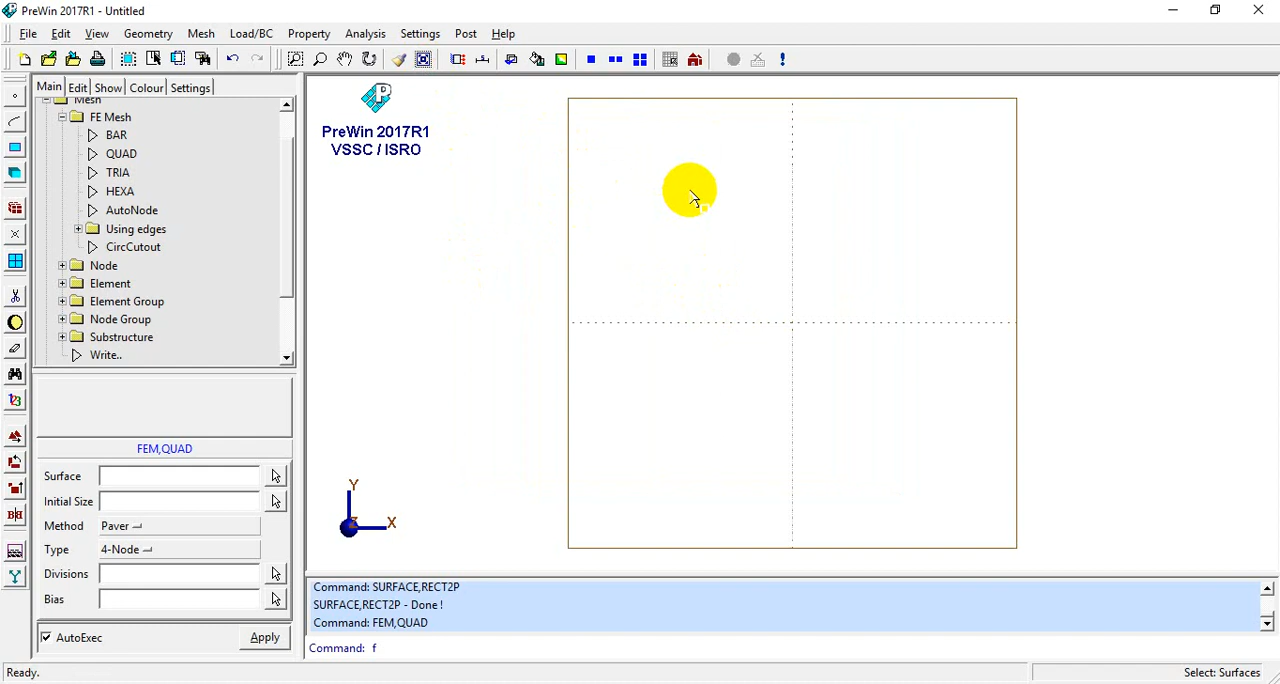 PreWin 2017R1 - Untitled
File Edit View Geometry Mesh Load/BC Property Analysis Settings Post Help
Main Edit Show Colour Settings
Mesh
FE Mesh
BAR
QUAD
TRIA
HEXA
AutoNode
Using edges
CircCutout
Node
Element
Element Group
Node Group
Substructure
Write..
FEM,QUAD
Surface
Initial Size
Method Paver
Type 4-Node
Divisions
Bias
AutoExec Apply
P
PreWin 2017R1
VSSC / ISRO
Y
Z X
Command: SURFACE,RECT2P
SURFACE,RECT2P - Done !
Command: FEM,QUAD
Command: f
Ready. Select: Surfaces